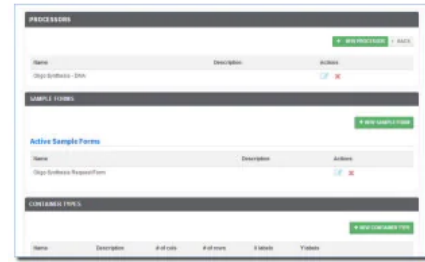 PROCESSORS
+ NEW PROCESSOR < BACK
Name Description Actions
Oligo Synthesis - DNA
SAMPLE FORMS
+ NEW SAMPLE FORM
Active Sample Forms
Name Description Actions
Oligo Synthesis Request Form
CONTAINER TYPES
+ NEW CONTAINER TYPE
Name Description # of cols # of rows X labels Y labels